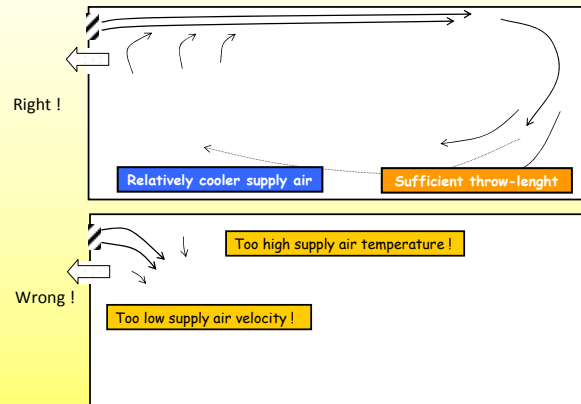 Right !
Relatively cooler supply air
Sufficient throw-lenght
Too high supply air temperature !
Wrong !
Too low supply air velocity !